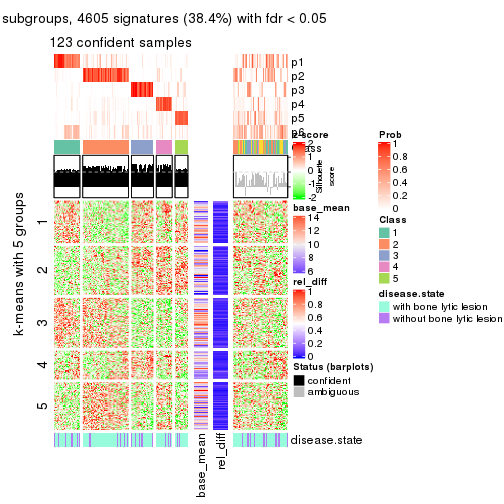 subgroups, 4605 signatures (38.4%) with fdr < 0.05
123 confident samples
p1
p2
p3
p4
p5
p6
z-score
2
1
0
-1
-2
Class
Silhouette
score
base_mean
14
12
10
8
6
rel_diff
1
0.8
0.6
0.4
0.2
0
Status (barplots)
confident
ambiguous
Prob
1
0.8
0.6
0.4
0.2
0
Class
1
2
3
4
5
disease.state
with bone lytic lesion
without bone lytic lesion
k-means with 5 groups
1
2
3
4
5
disease.state
base_mean
rel_diff